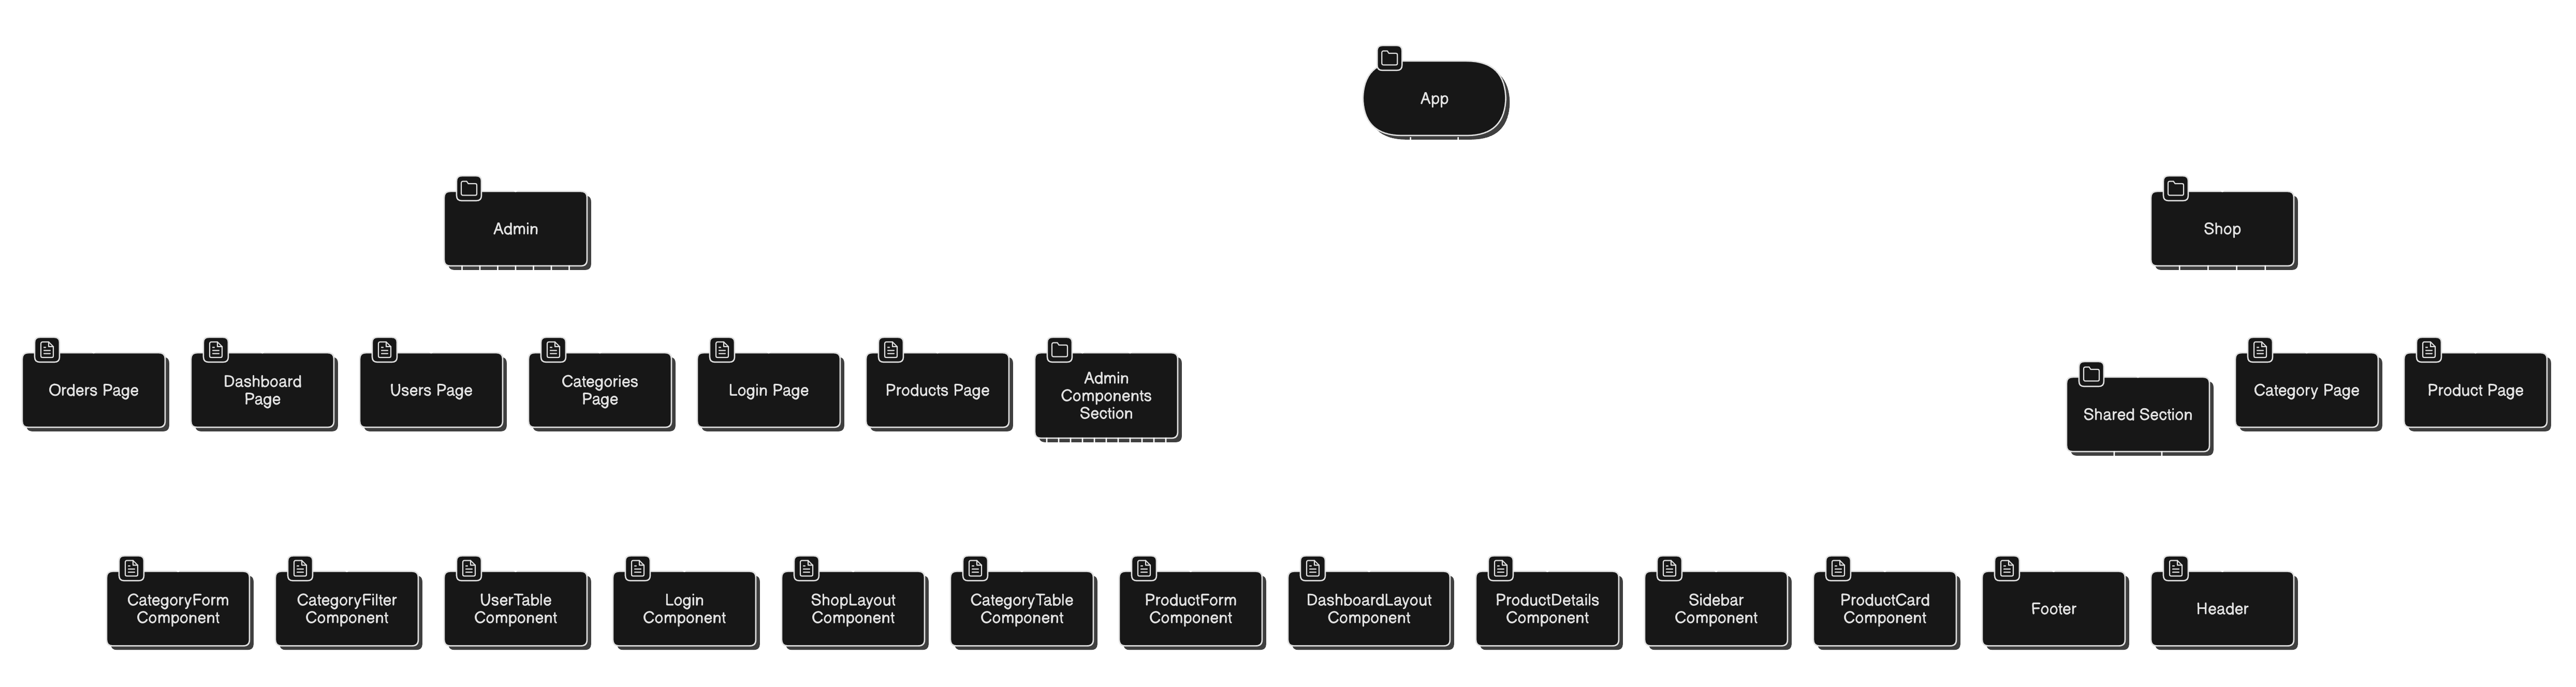 App
Admin
Shop
Orders Page
Dashboard
Page
Users Page
Categories
Page
Login Page
Products Page
Admin
Components
Section
Shared Section
Category Page
Product Page
CategoryForm
Component
CategoryFilter
Component
UserTable
Component
Login
Component
ShopLayout
Component
CategoryTable
Component
ProductForm
Component
DashboardLayout
Component
ProductDetails
Component
Sidebar
Component
ProductCard
Component
Footer
Header